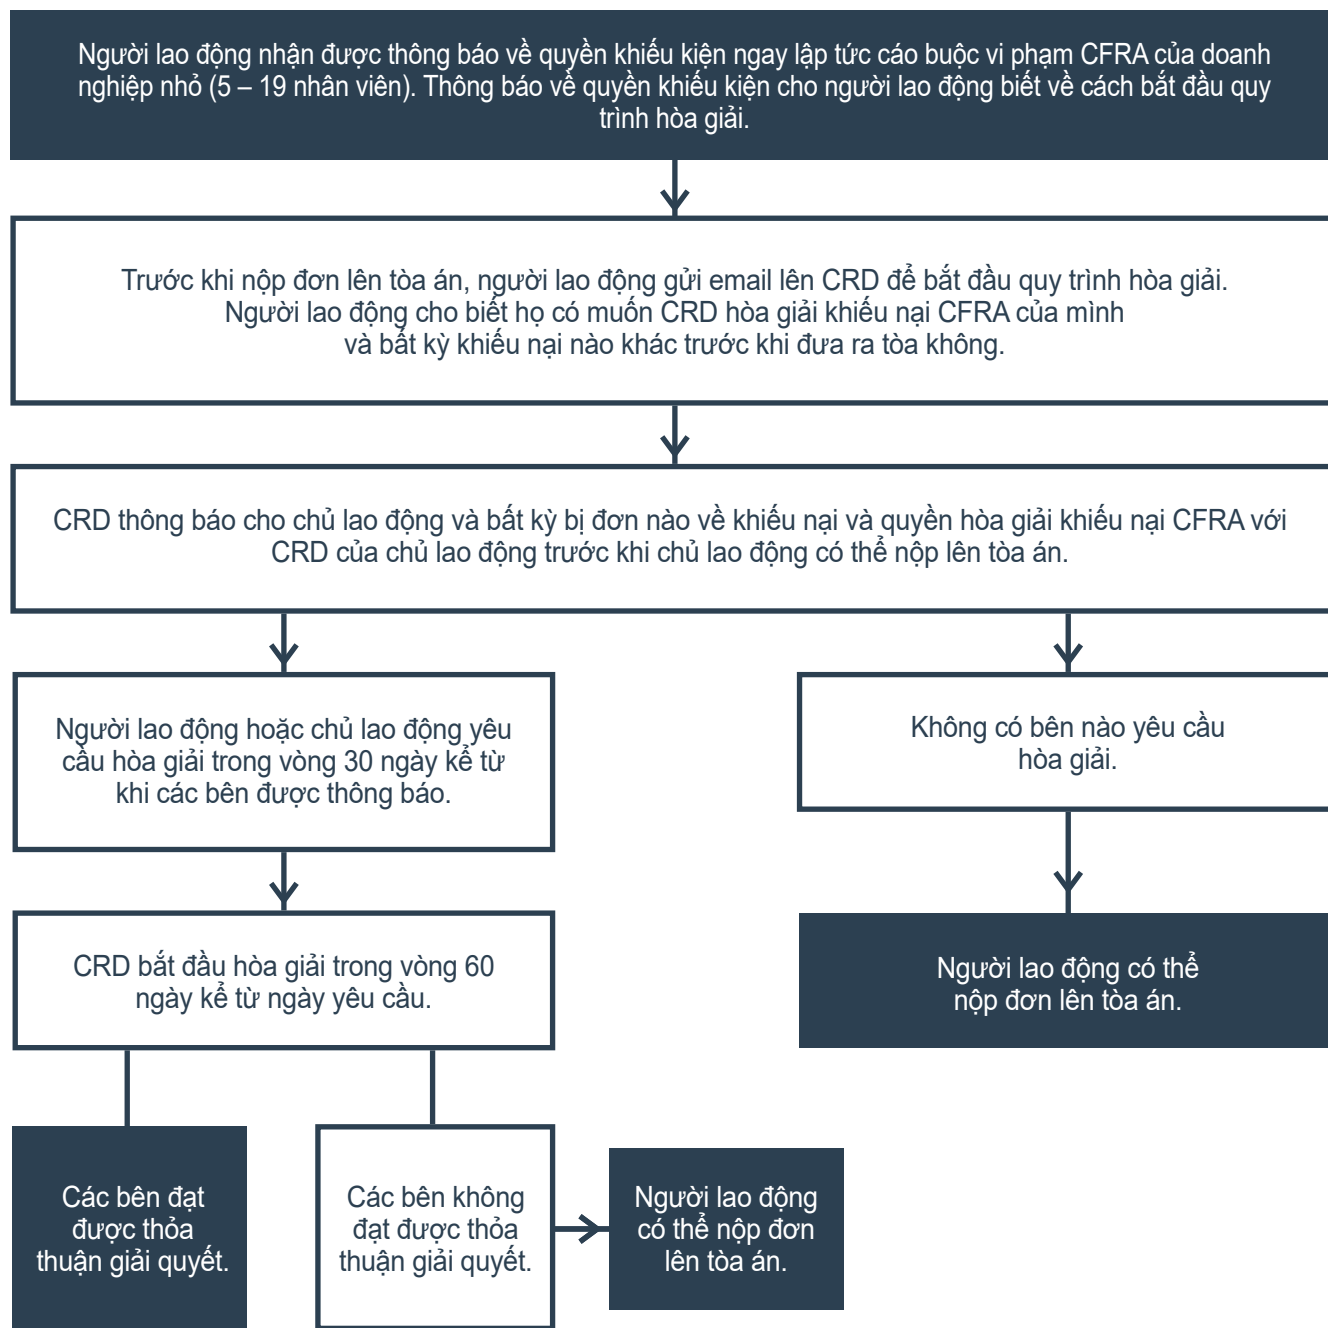 Người lao động nhận được thông báo về quyền khiếu kiện ngay lập tức cáo buộc vi phạm CFRA của doanh
nghiệp nhỏ (5 – 19 nhân viên). Thông báo về quyền khiếu kiện cho người lao động biết về cách bắt đầu quy
trình hòa giải.
Trước khi nộp đơn lên tòa án, người lao động gửi email lên CRD để bắt đầu quy trình hòa giải.
Người lao động cho biết họ có muốn CRD hòa giải khiếu nại CFRA của mình
và bất kỳ khiếu nại nào khác trước khi đưa ra tòa không.
CRD thông báo cho chủ lao động và bất kỳ bị đơn nào về khiếu nại và quyền hòa giải khiếu nại CFRA với
CRD của chủ lao động trước khi chủ lao động có thể nộp lên tòa án.
Người lao động hoặc chủ lao động yêu
cầu hòa giải trong vòng 30 ngày kể từ
khi các bên được thông báo.
Không có bên nào yêu cầu
hòa giải.
CRD bắt đầu hòa giải trong vòng 60
ngày kể từ ngày yêu cầu.
Người lao động có thể
nộp đơn lên tòa án.
Các bên đạt
được thỏa
thuận giải quyết.
Các bên không
đạt được thỏa
thuận giải quyết.
Người lao động
có thể nộp đơn
lên tòa án.